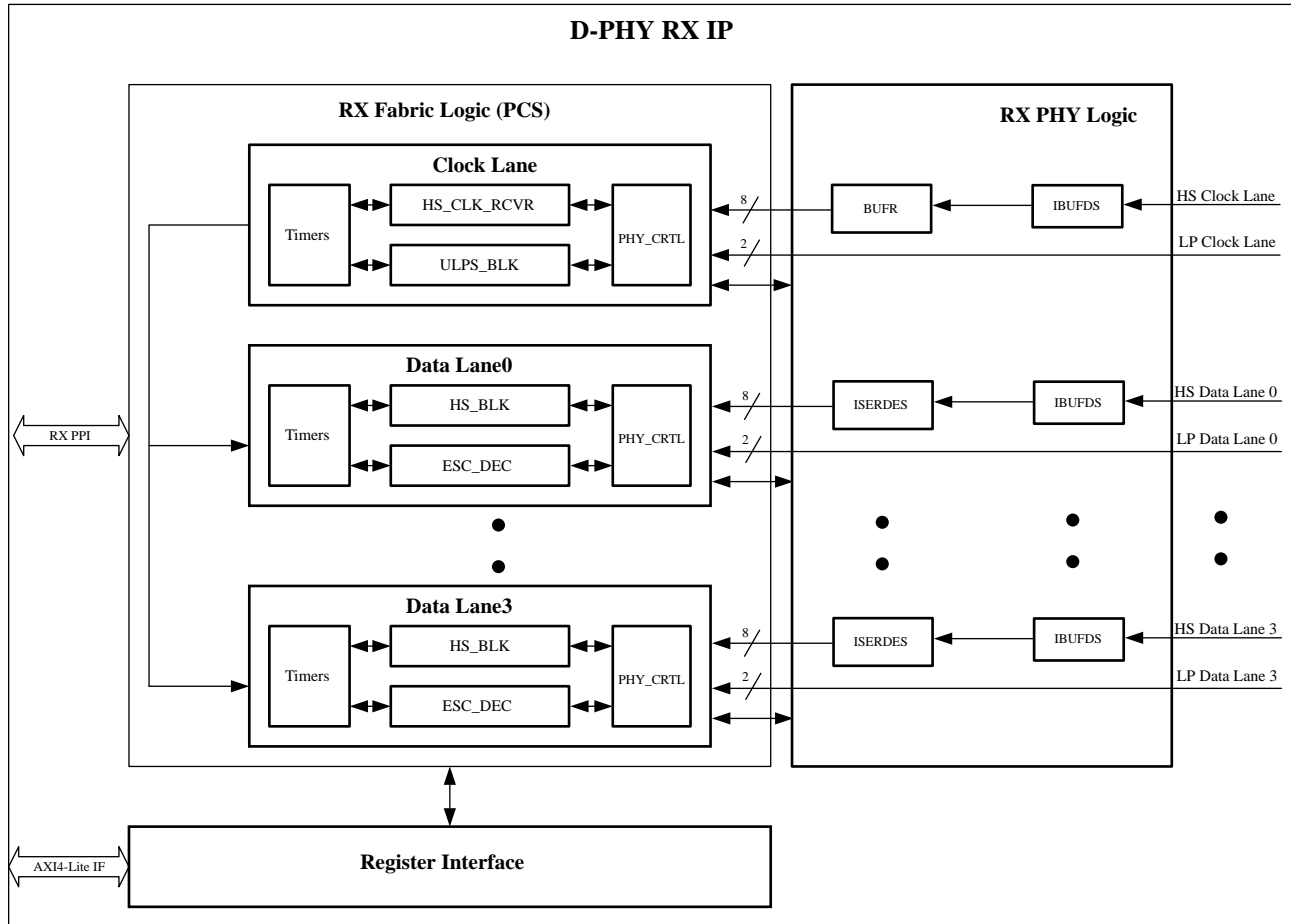 D-PHY RX IP
RX Fabric Logic (PCS)
RX PHY Logic
Clock Lane
Timers
HS_CLK_RCVR
ULPS_BLK
PHY_CRTL
8
2
BUFR
IBUFDS
HS Clock Lane
LP Clock Lane
Data Lane0
Timers
HS_BLK
ESC_DEC
PHY_CRTL
8
2
ISERDES
IBUFDS
HS Data Lane 0
LP Data Lane 0
RX PPI
Data Lane3
Timers
HS_BLK
ESC_DEC
PHY_CRTL
8
2
ISERDES
IBUFDS
HS Data Lane 3
LP Data Lane 3
Register Interface
AXI4-Lite IF